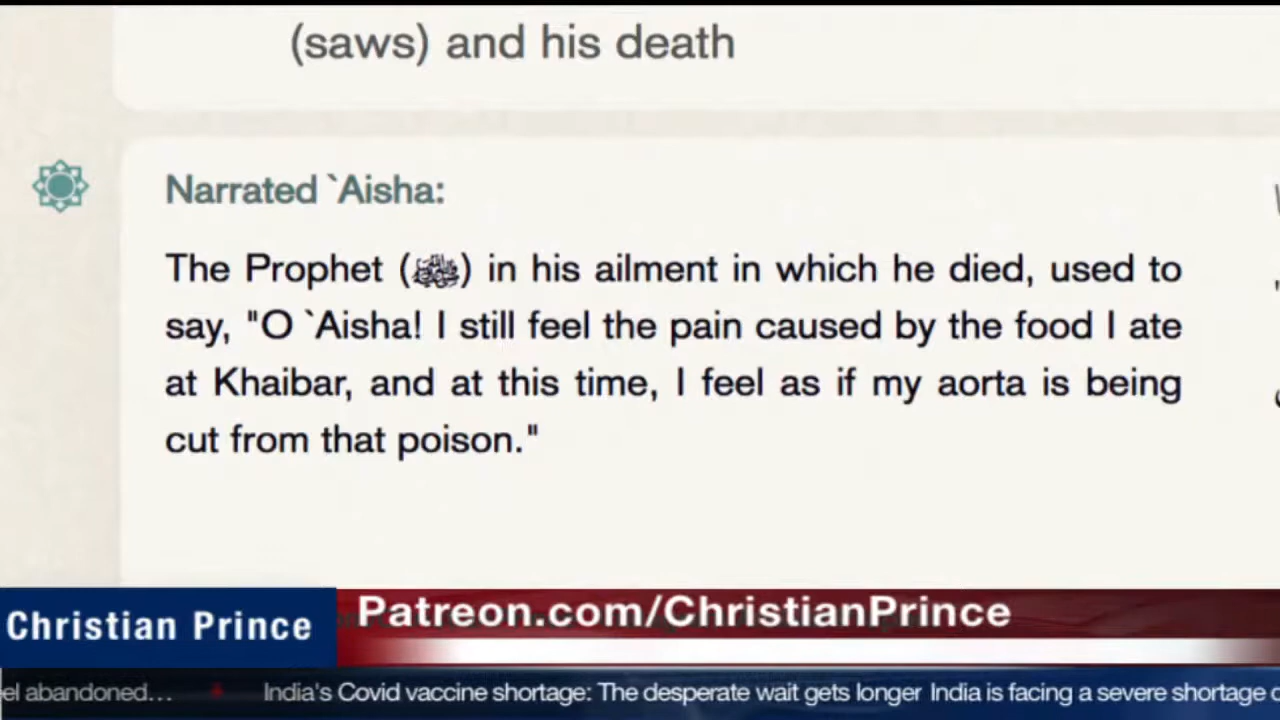 (saws) and his death
Narrated `Aisha:
The Prophet (ﷺ) in his ailment in which he died, used to
say, "O `Aisha! I still feel the pain caused by the food I ate
at Khaibar, and at this time, I feel as if my aorta is being
cut from that poison."
Christian Prince
Patreon.com/ChristianPrince
el abandoned... India's Covid vaccine shortage: The desperate wait gets longer India is facing a severe shortage